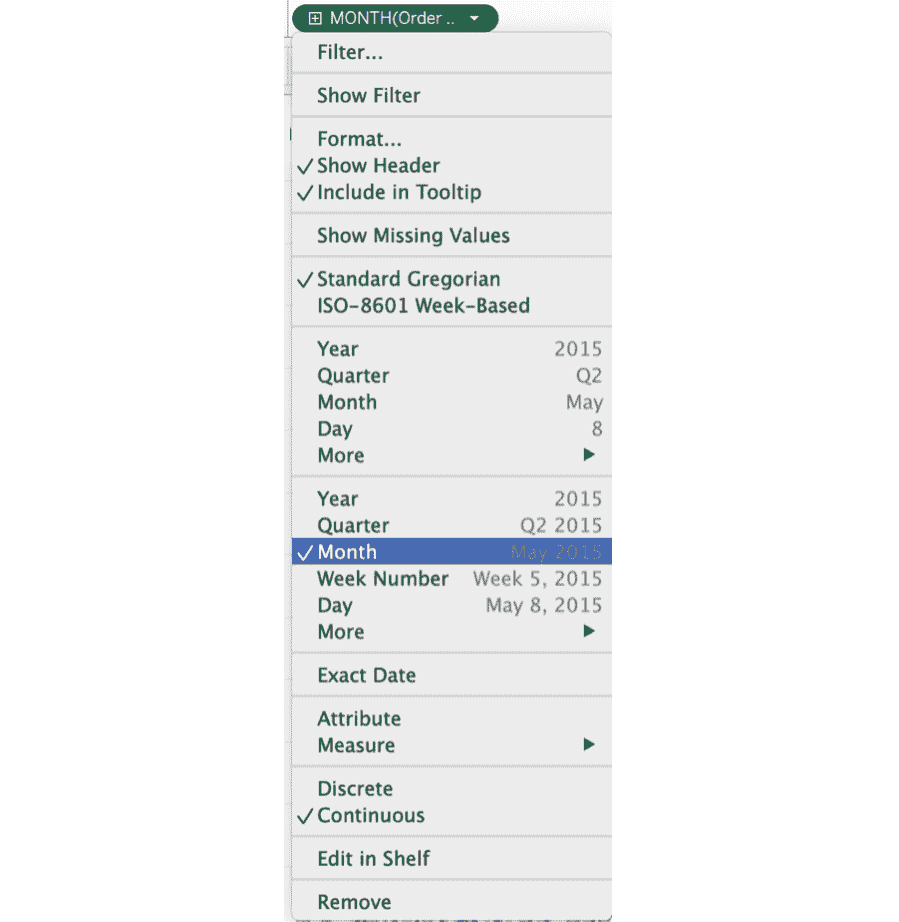 MONTH(Order ..
Filter...
Show Filter
Format...
Show Header
Include in Tooltip
Show Missing Values
Standard Gregorian
ISO-8601 Week-Based
Year 2015
Quarter Q2
Month May
Day 8
More
Year 2015
Quarter Q2 2015
Month May 2015
Week Number Week 5, 2015
Day May 8, 2015
More
Exact Date
Attribute
Measure
Discrete
Continuous
Edit in Shelf
Remove